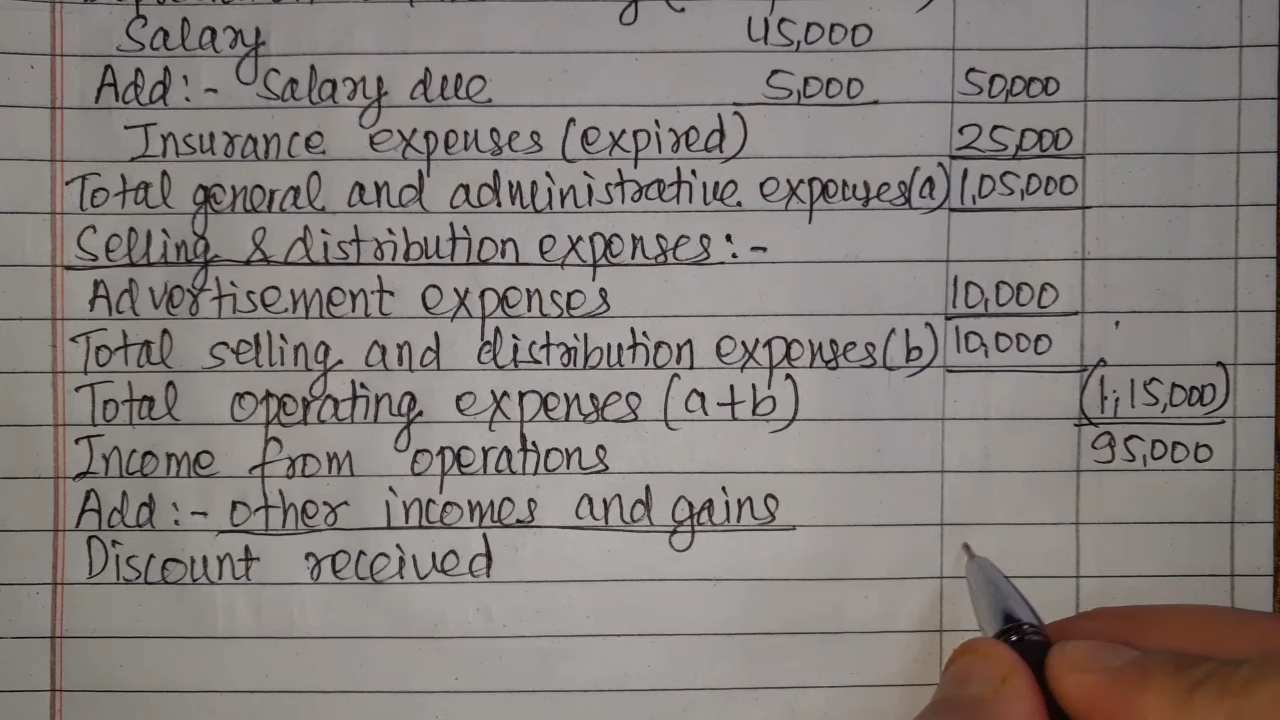 Salary 45,000
Add:- Salary due 5,000 50,000
Insurance expenses (expired) 25,000
Total general and administrative expenses(a) 1,05,000
Selling & distribution expenses:-
Advertisement expenses 10,000
Total selling and distribution expenses(b) 10,000
Total operating expenses (a+b) (1,15,000)
Income from operations 95,000
Add:- other incomes and gains
Discount received